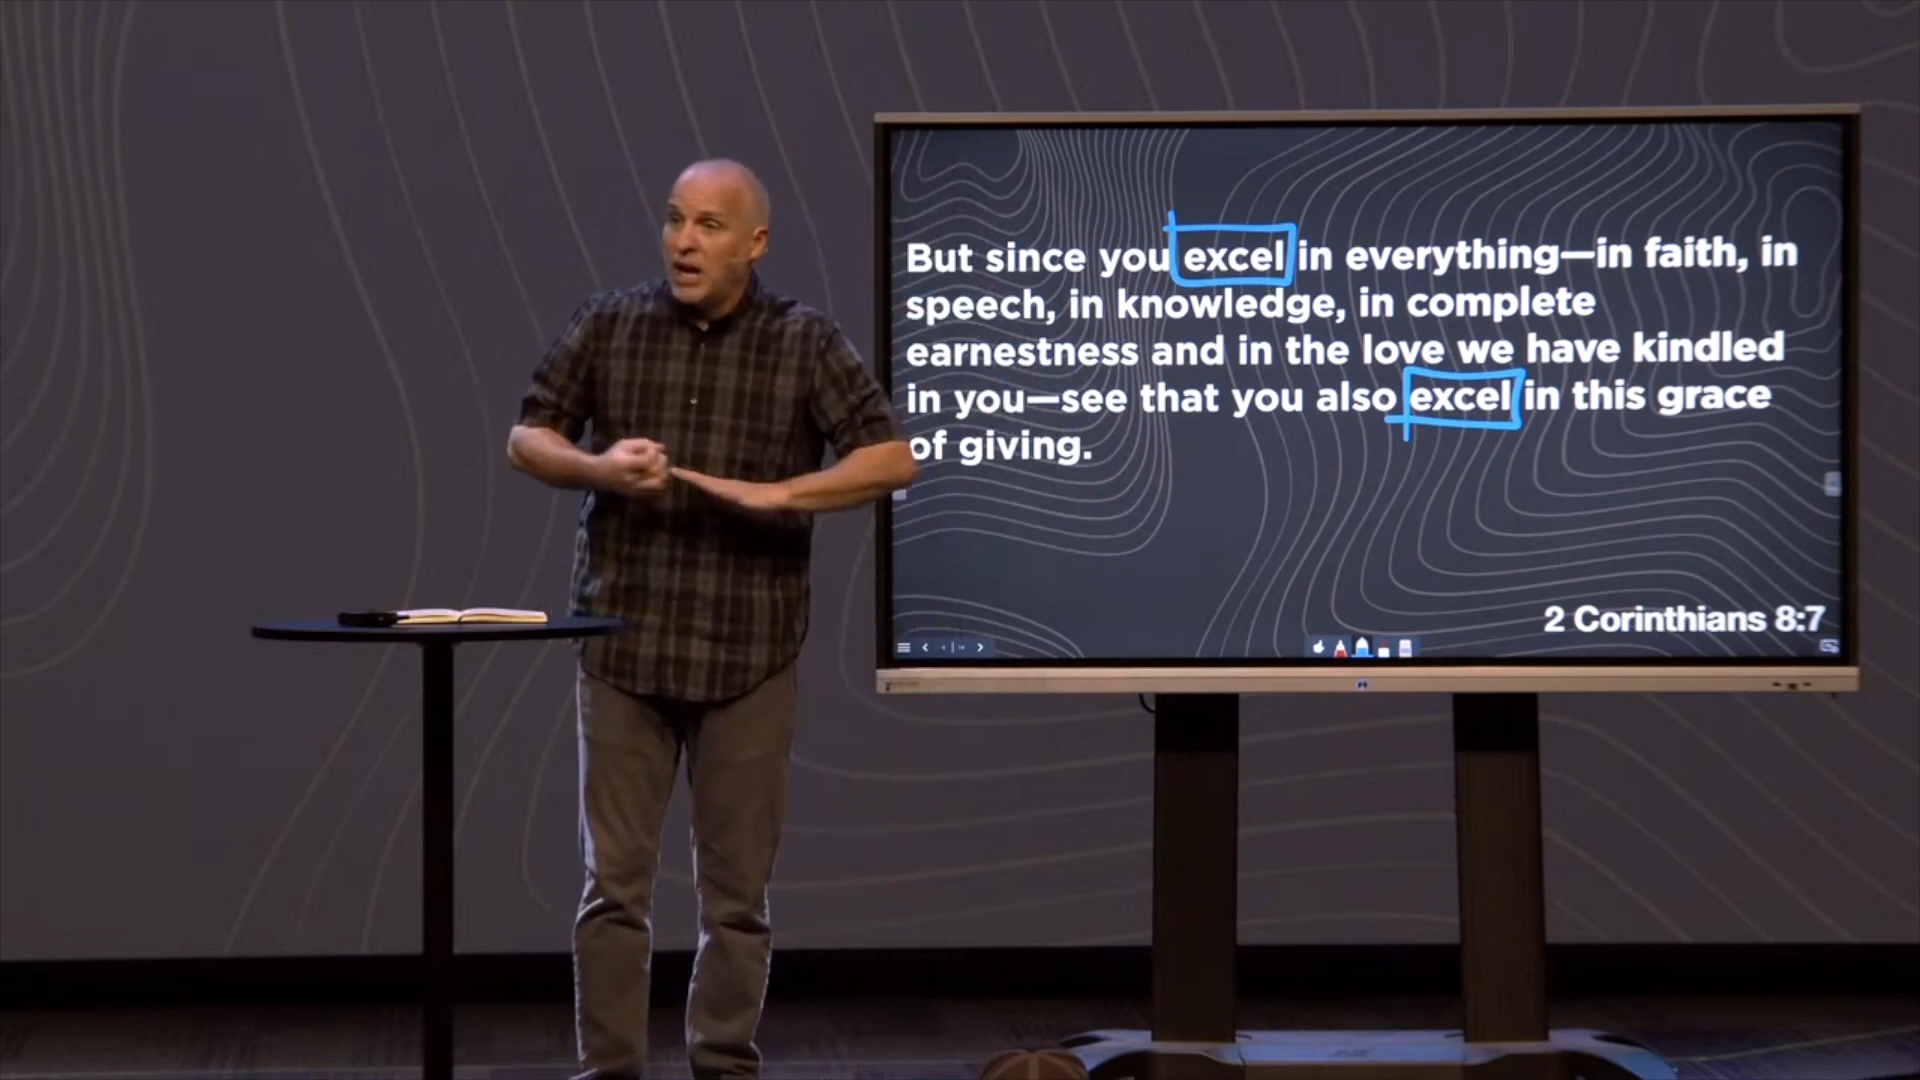 But since you excel in everything—in faith, in
speech, in knowledge, in complete
earnestness and in the love we have kindled
in you—see that you also excel in this grace
of giving.
2 Corinthians 8:7